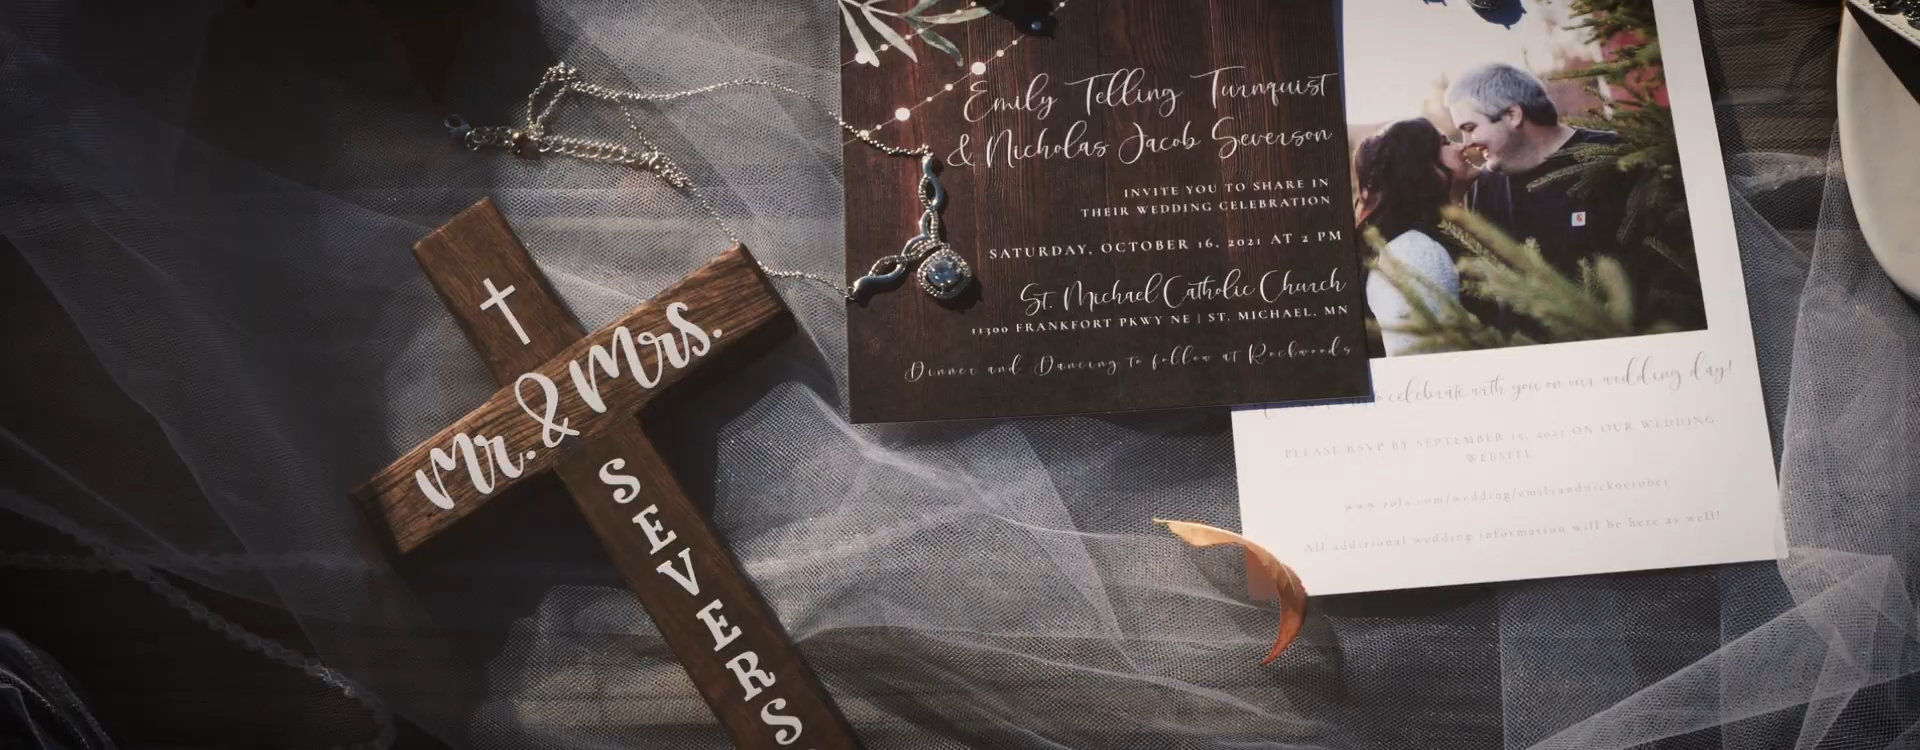 Mr. & Mrs.
SEVERS
Emily Telling Turnquist
& Nicholas Jacob Severson
INVITE YOU TO SHARE IN
THEIR WEDDING CELEBRATION
SATURDAY, OCTOBER 16, 2021 AT 2 PM
St. Michael Catholic Church
11300 FRANKFORT PKWY NE | ST. MICHAEL, MN
Dinner and Dancing to follow at Rockwoods
celebrate with you on our wedding day!
PLEASE RSVP BY SEPTEMBER 15, 2021 ON OUR WEDDING
WEBSITE
All additional wedding information will be here as well!